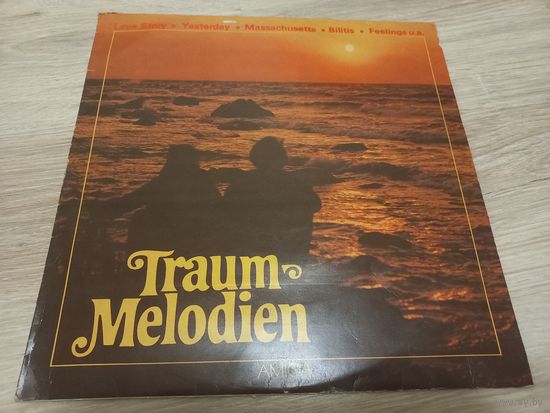 Love Story • Yesterday • Massachusetts • Bilitis • Feelings u.a.
Traum-
Melodien
AMIGA